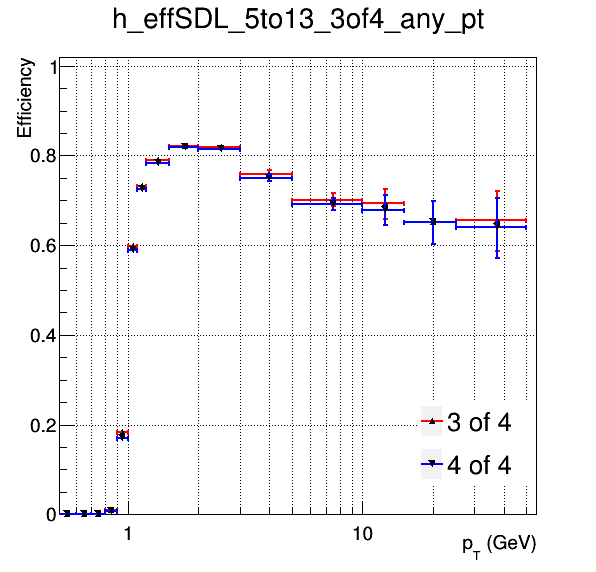 h_effSDL_5to13_3of4_any_pt
Efficiency
1
0.8
0.6
0.4
0.2
0
3 of 4
4 of 4
1
10
p_T (GeV)